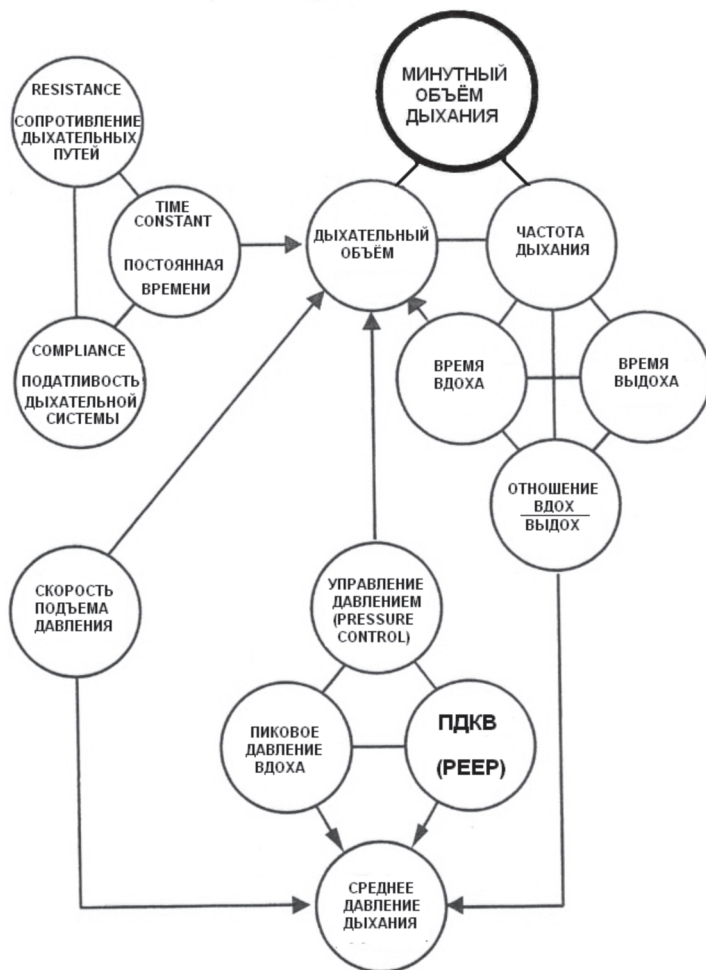 МИНУТНЫЙ
ОБЪЁМ
ДЫХАНИЯ
RESISTANCE
СОПРОТИВЛЕНИЕ
ДЫХАТЕЛЬНЫХ
ПУТЕЙ
TIME
CONSTANT
ПОСТОЯННАЯ
ВРЕМЕНИ
ДЫХАТЕЛЬНЫЙ
ОБЪЁМ
ЧАСТОТА
ДЫХАНИЯ
COMPLIANCE
ПОДАТЛИВОСТЬ
ДЫХАТЕЛЬНОЙ
СИСТЕМЫ
ВРЕМЯ
ВДОХА
ВРЕМЯ
ВЫДОХА
ОТНОШЕНИЕ
ВДОХ
ВЫДОХ
СКОРОСТЬ
ПОДЪЕМА
ДАВЛЕНИЯ
УПРАВЛЕНИЕ
ДАВЛЕНИЕМ
(PRESSURE
CONTROL)
ПИКОВОЕ
ДАВЛЕНИЕ
ВДОХА
ПДКВ
(PEEP)
СРЕДНЕЕ
ДАВЛЕНИЕ
ДЫХАНИЯ